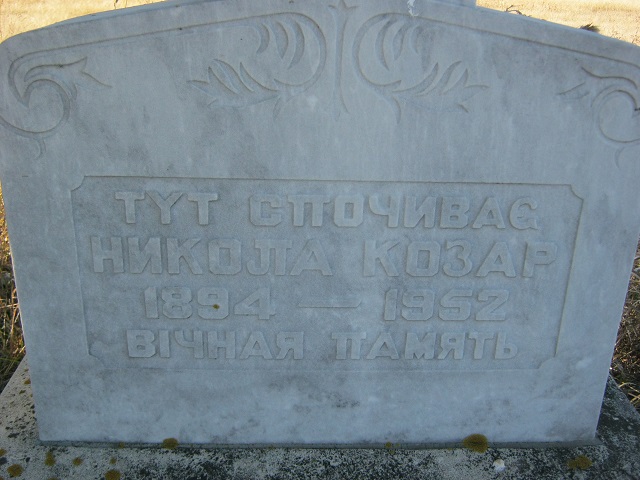 ТУТ СПОЧИВАЄ
НИКОЛА КОЗАР
1894 — 1952
ВІЧНАЯ ПАМЯТЬ